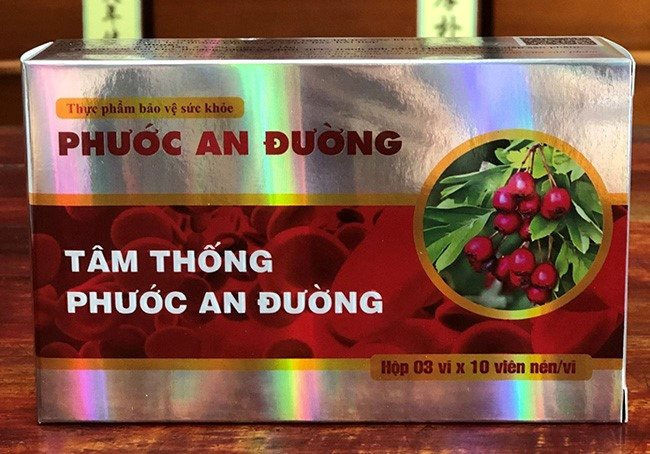 Thực phẩm bảo vệ sức khỏe
PHƯỚC AN ĐƯỜNG
TÂM THỐNG
PHƯỚC AN ĐƯỜNG
Hộp 03 vỉ x 10 viên nén/vỉ